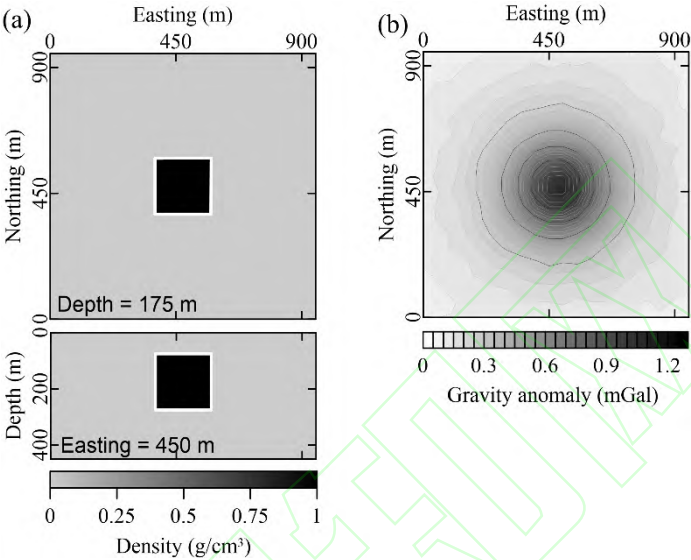 (a)
Easting (m)
0 450 900
Northing (m)
900
450
00
Depth = 175 m
Depth (m)
00
200
400
Easting = 450 m
0 0.25 0.5 0.75 1
Density (g/cm³)
(b)
Easting (m)
0 450 900
Northing (m)
900
450
0
0 0.3 0.6 0.9 1.2
Gravity anomaly (mGal)